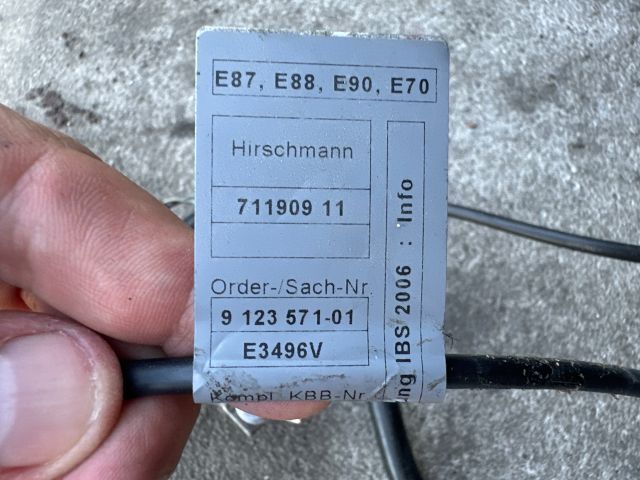 E87, E88, E90, E70
Hirschmann
711909 11
Order-/Sach-Nr.
9 123 571-01
E3496V
Kompl. KBB-Nr.
ng IBS 2006 : Info